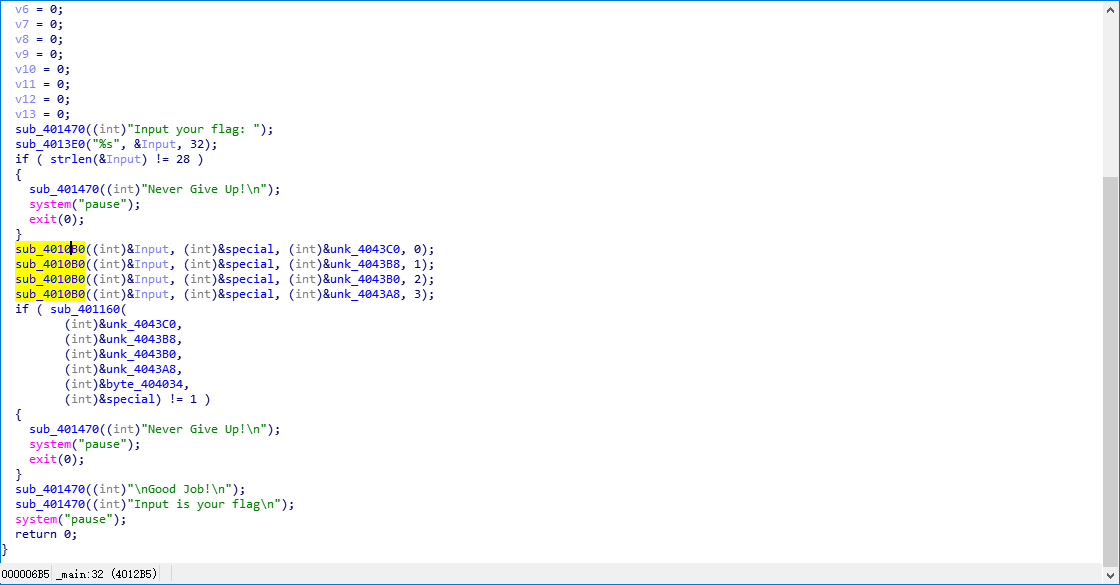 v6 = 0;
v7 = 0;
v8 = 0;
v9 = 0;
v10 = 0;
v11 = 0;
v12 = 0;
v13 = 0;
sub_401470((int)"Input your flag: ");
sub_4013E0("%s", &Input, 32);
if ( strlen(&Input) != 28 )
{
sub_401470((int)"Never Give Up!\n");
system("pause");
exit(0);
}
sub_4010B0((int)&Input, (int)&special, (int)&unk_4043C0, 0);
sub_4010B0((int)&Input, (int)&special, (int)&unk_4043B8, 1);
sub_4010B0((int)&Input, (int)&special, (int)&unk_4043B0, 2);
sub_4010B0((int)&Input, (int)&special, (int)&unk_4043A8, 3);
if ( sub_401160(
(int)&unk_4043C0,
(int)&unk_4043B8,
(int)&unk_4043B0,
(int)&unk_4043A8,
(int)&byte_404034,
(int)&special) != 1 )
{
sub_401470((int)"Never Give Up!\n");
system("pause");
exit(0);
}
sub_401470((int)"\nGood Job!\n");
sub_401470((int)"Input is your flag\n");
system("pause");
return 0;
}
000006B5 _main:32 (4012B5)